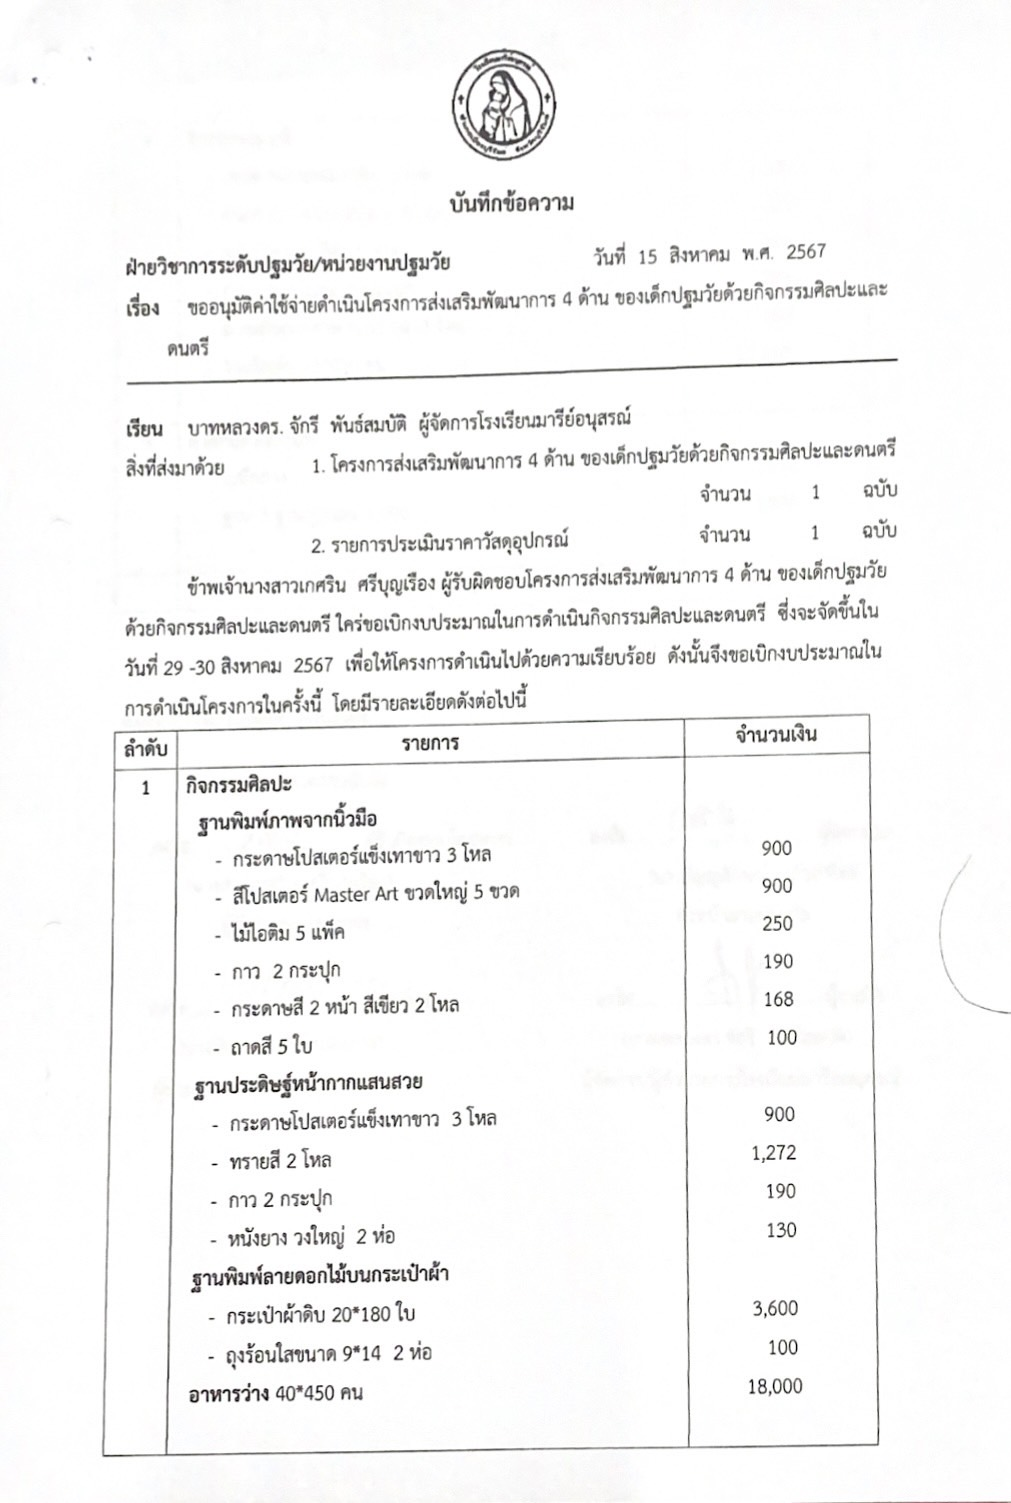 บันทึกข้อความ
ฝ่ายวิชาการระดับปฐมวัย/หน่วยงานปฐมวัย วันที่ 15 สิงหาคม พ.ศ. 2567
เรื่อง ขออนุมัติค่าใช้จ่ายดำเนินโครงการส่งเสริมพัฒนาการ 4 ด้าน ของเด็กปฐมวัยด้วยกิจกรรมศิลปะและ
ดนตรี
เรียน บาทหลวงดร. จักรี พันธ์สมบัติ ผู้จัดการโรงเรียนมารีย์อนุสรณ์
สิ่งที่ส่งมาด้วย 1. โครงการส่งเสริมพัฒนาการ 4 ด้าน ของเด็กปฐมวัยด้วยกิจกรรมศิลปะและดนตรี
จำนวน 1 ฉบับ
2. รายการประเมินราคาวัสดุอุปกรณ์ จำนวน 1 ฉบับ
ข้าพเจ้านางสาวเกศริน ศรีบุญเรือง ผู้รับผิดชอบโครงการส่งเสริมพัฒนาการ 4 ด้าน ของเด็กปฐมวัย
ด้วยกิจกรรมศิลปะและดนตรี ใคร่ขอเบิกงบประมาณในการดำเนินกิจกรรมศิลปะและดนตรี ซึ่งจะจัดขึ้นใน
วันที่ 29 -30 สิงหาคม 2567 เพื่อให้โครงการดำเนินไปด้วยความเรียบร้อย ดังนั้นจึงขอเบิกงบประมาณใน
การดำเนินโครงการในครั้งนี้ โดยมีรายละเอียดดังต่อไปนี้
ลำดับ รายการ จำนวนเงิน
1 กิจกรรมศิลปะ
ฐานพิมพ์ภาพจากนิ้วมือ
- กระดาษโปสเตอร์แข็งเทาขาว 3 โหล 900
- สีโปสเตอร์ Master Art ขวดใหญ่ 5 ขวด 900
- ไม้ไอติม 5 แพ็ค 250
- กาว 2 กระปุก 190
- กระดาษสี 2 หน้า สีเขียว 2 โหล 168
- ถาดสี 5 ใบ 100
ฐานประดิษฐ์หน้ากากแสนสวย
- กระดาษโปสเตอร์แข็งเทาขาว 3 โหล 900
- ทรายสี 2 โหล 1,272
- กาว 2 กระปุก 190
- หนังยาง วงใหญ่ 2 ห่อ 130
ฐานพิมพ์ลายดอกไม้บนกระเป๋าผ้า
- กระเป๋าผ้าดิบ 20*180 ใบ 3,600
- ถุงร้อนใสขนาด 9*14 2 ห่อ 100
อาหารว่าง 40*450 คน 18,000